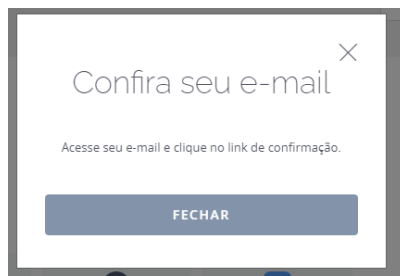 Confira seu e-mail
Acesse seu e-mail e clique no link de confirmação.
FECHAR